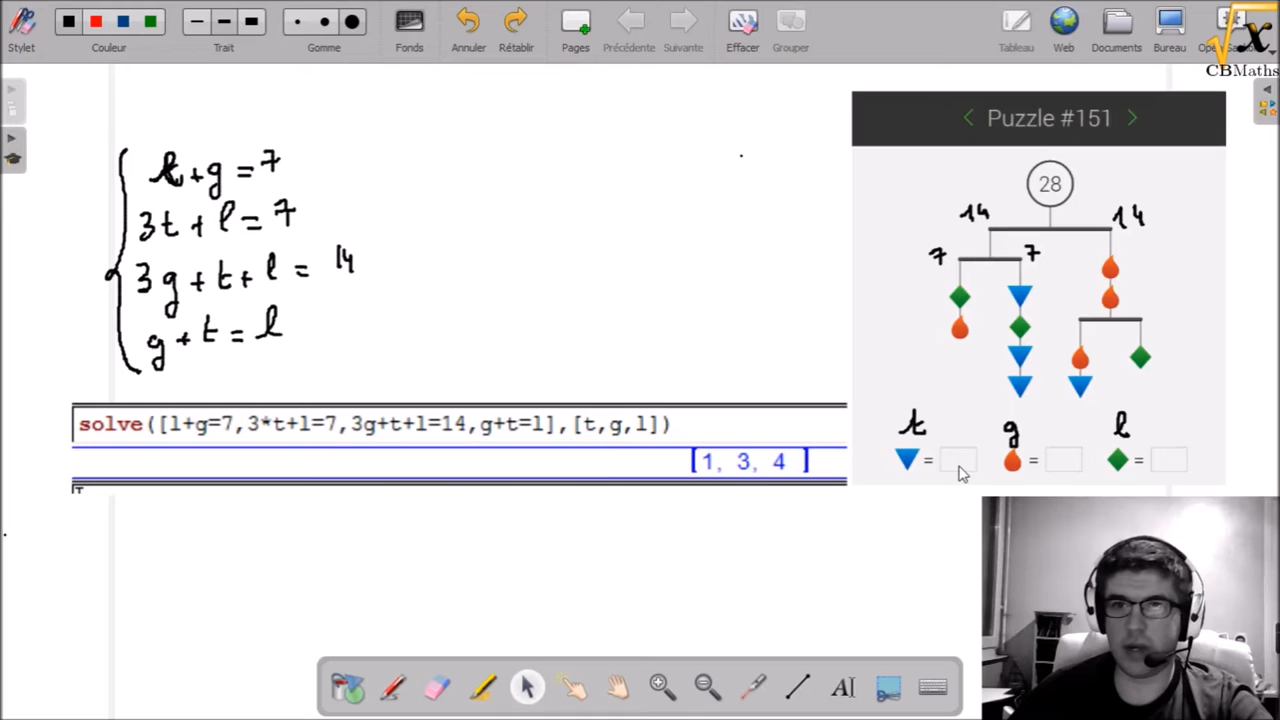 Stylet
Couleur
Trait
Gomme
Fonds
Annuler
Rétablir
Pages
Précédente
Suivante
Effacer
Grouper
Tableau
Web
Documents
Bureau
x
CBMaths
t+g=7
3t+l=7
3g+t+l= 14
g+t=l
solve([l+g=7,3*t+l=7,3g+t+l=14,g+t=l],[t,g,l])
[1, 3, 4 ]
< Puzzle #151 >
28
14 14
7 7
t g l
= = =
AI